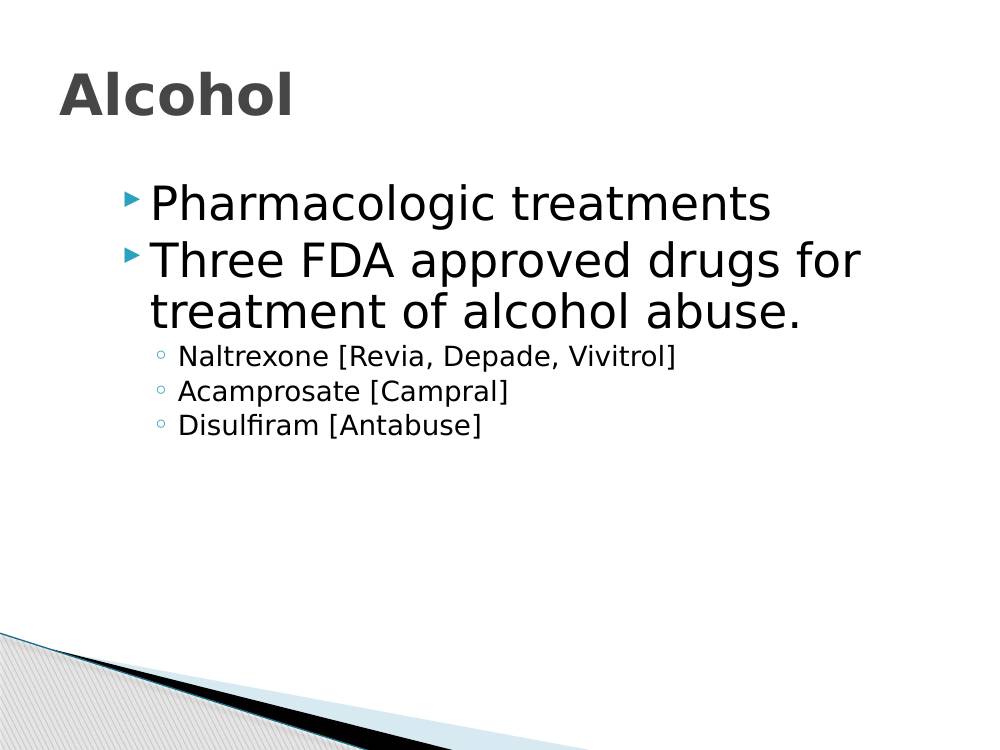 Alcohol
Pharmacologic treatments
Three FDA approved drugs for
treatment of alcohol abuse.
Naltrexone [Revia, Depade, Vivitrol]
Acamprosate [Campral]
Disulfiram [Antabuse]